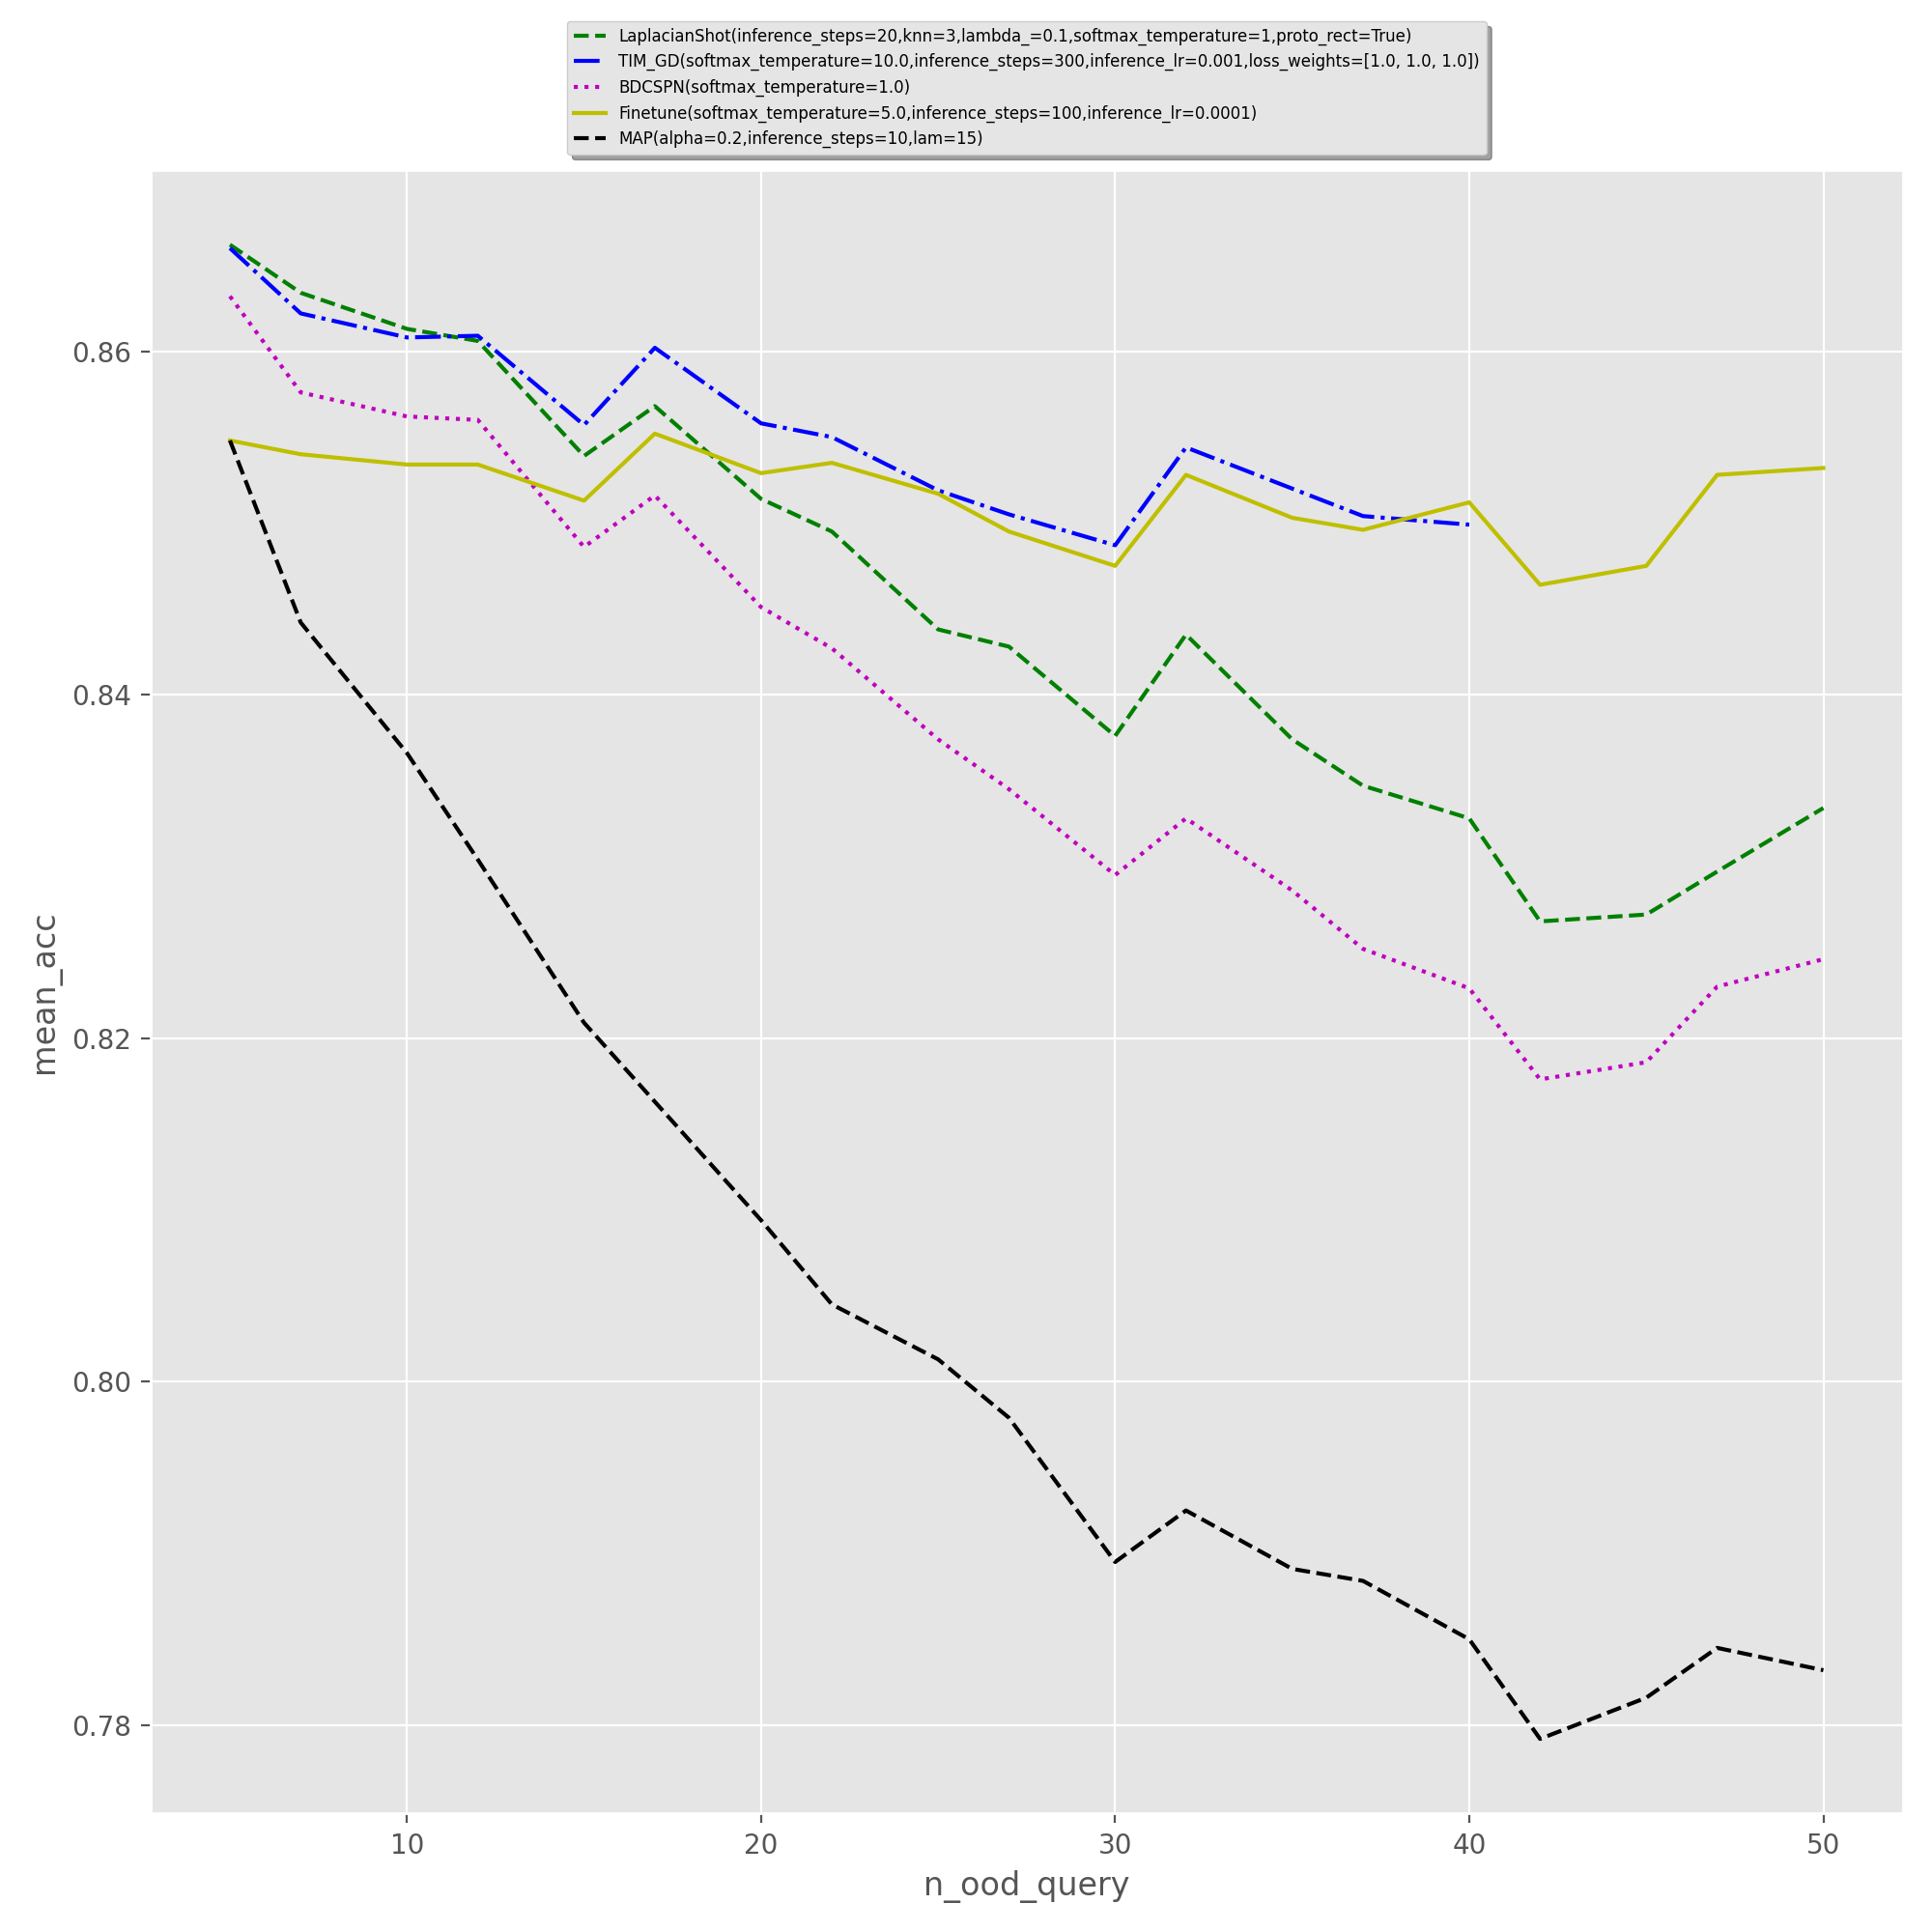 LaplacianShot(inference_steps=20,knn=3,lambda_=0.1,softmax_temperature=1,proto_rect=True)
TIM_GD(softmax_temperature=10.0,inference_steps=300,inference_lr=0.001,loss_weights=[1.0, 1.0, 1.0])
BDCSPN(softmax_temperature=1.0)
Finetune(softmax_temperature=5.0,inference_steps=100,inference_lr=0.0001)
MAP(alpha=0.2,inference_steps=10,lam=15)
0.86
0.84
0.82
0.80
0.78
mean_acc
10 20 30 40 50
n_ood_query